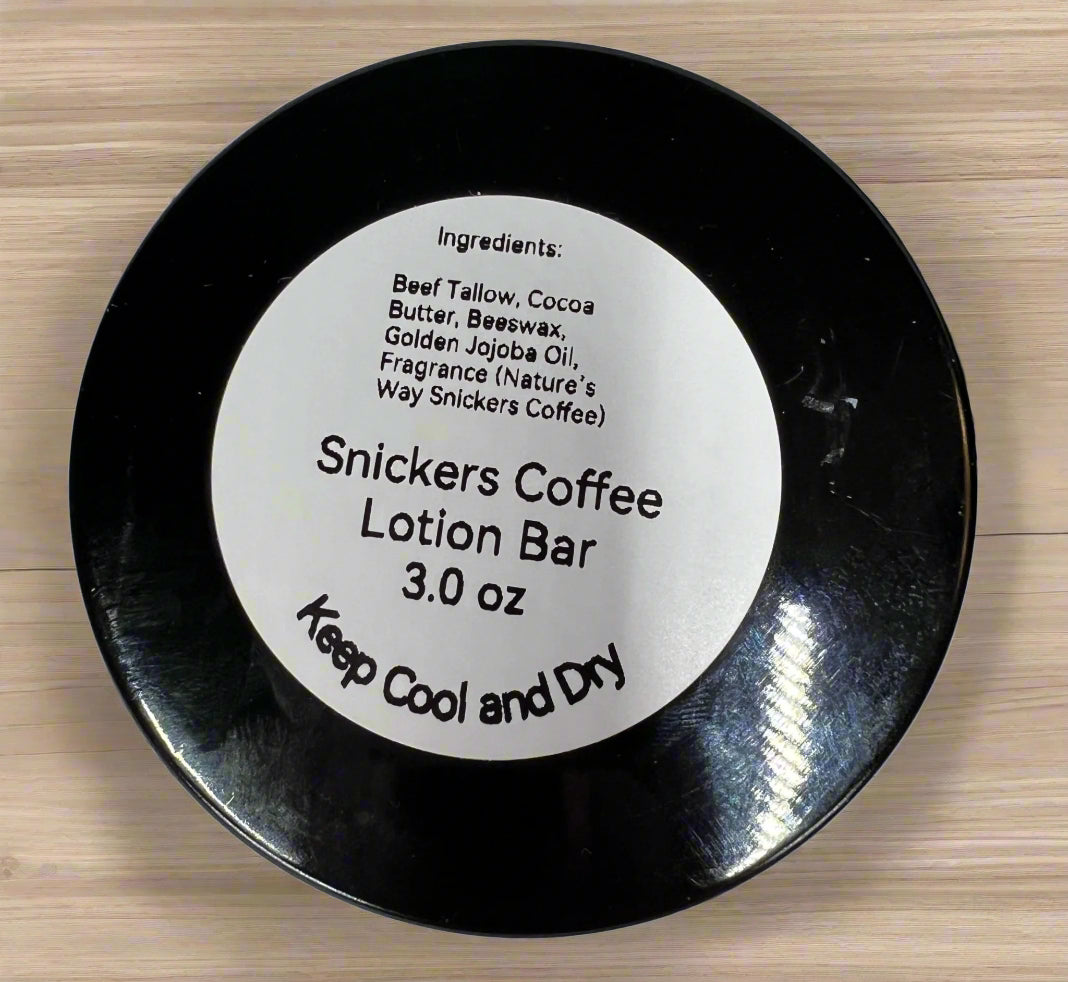 Ingredients:
Beef Tallow, Cocoa
Butter, Beeswax,
Golden Jojoba Oil,
Fragrance (Nature's
Way Snickers Coffee)
Snickers Coffee
Lotion Bar
3.0 oz
Keep Cool and Dry